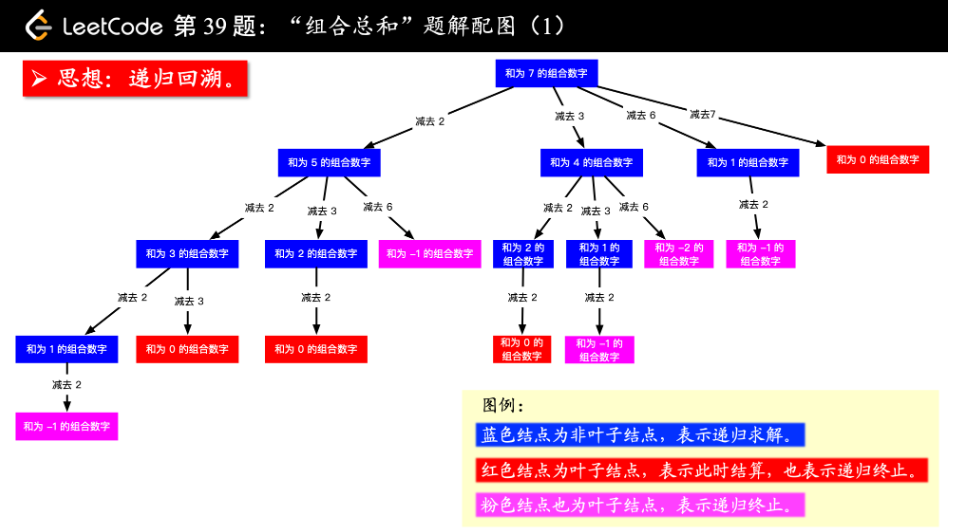 LeetCode 第 39 题：“组合总和”题解配图（1）
➤ 思想：递归回溯。
和为 7 的组合数字
减去 2
减去 3
减去 6
减去7
和为 5 的组合数字
和为 4 的组合数字
和为 1 的组合数字
和为 0 的组合数字
减去 2
减去 3
减去 6
减去 2
减去 3
减去 6
减去 2
和为 3 的组合数字
和为 2 的组合数字
和为 -1 的组合数字
和为 2 的
组合数字
和为 1 的
组合数字
和为 -2 的
组合数字
和为 -1 的
组合数字
减去 2
减去 3
减去 2
减去 2
减去 2
和为 1 的组合数字
和为 0 的组合数字
和为 0 的组合数字
和为 0 的
组合数字
和为 -1 的
组合数字
减去 2
和为 -1 的组合数字
图例：
蓝色结点为非叶子结点，表示递归求解。
红色结点为叶子结点，表示此时结算，也表示递归终止。
粉色结点也为叶子结点，表示递归终止。